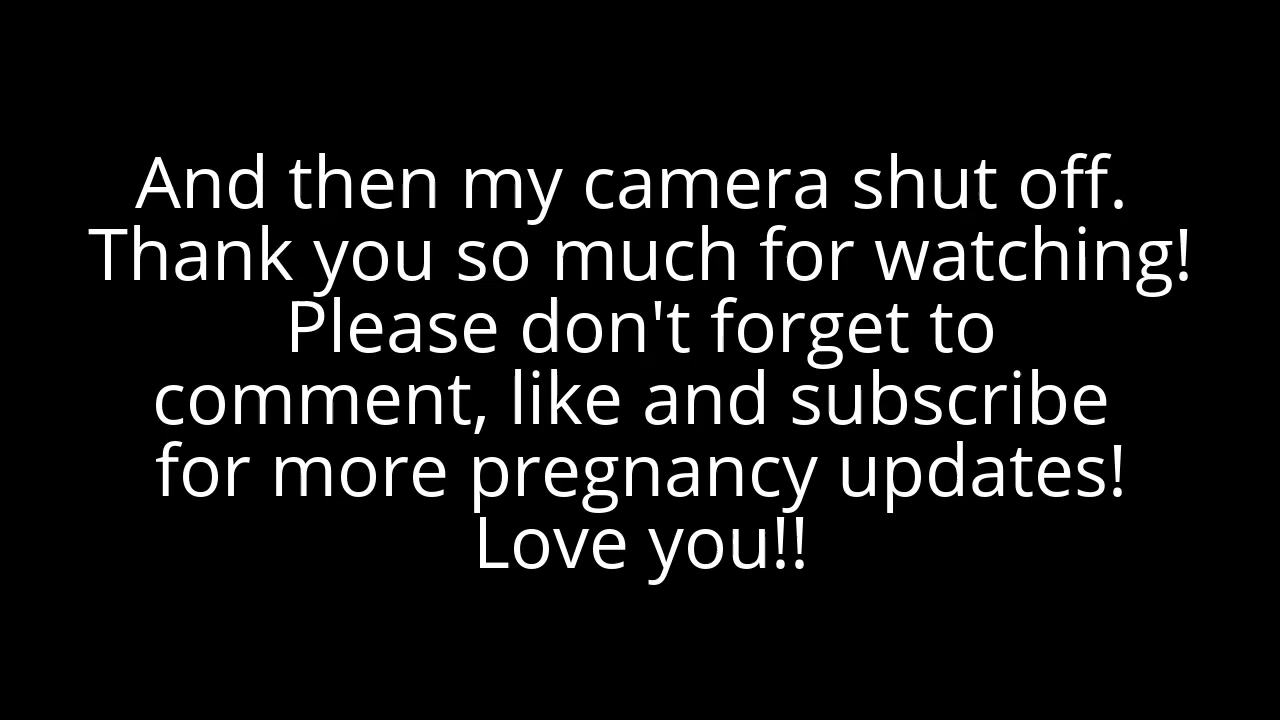 And then my camera shut off.
Thank you so much for watching!
Please don't forget to
comment, like and subscribe
for more pregnancy updates!
Love you!!